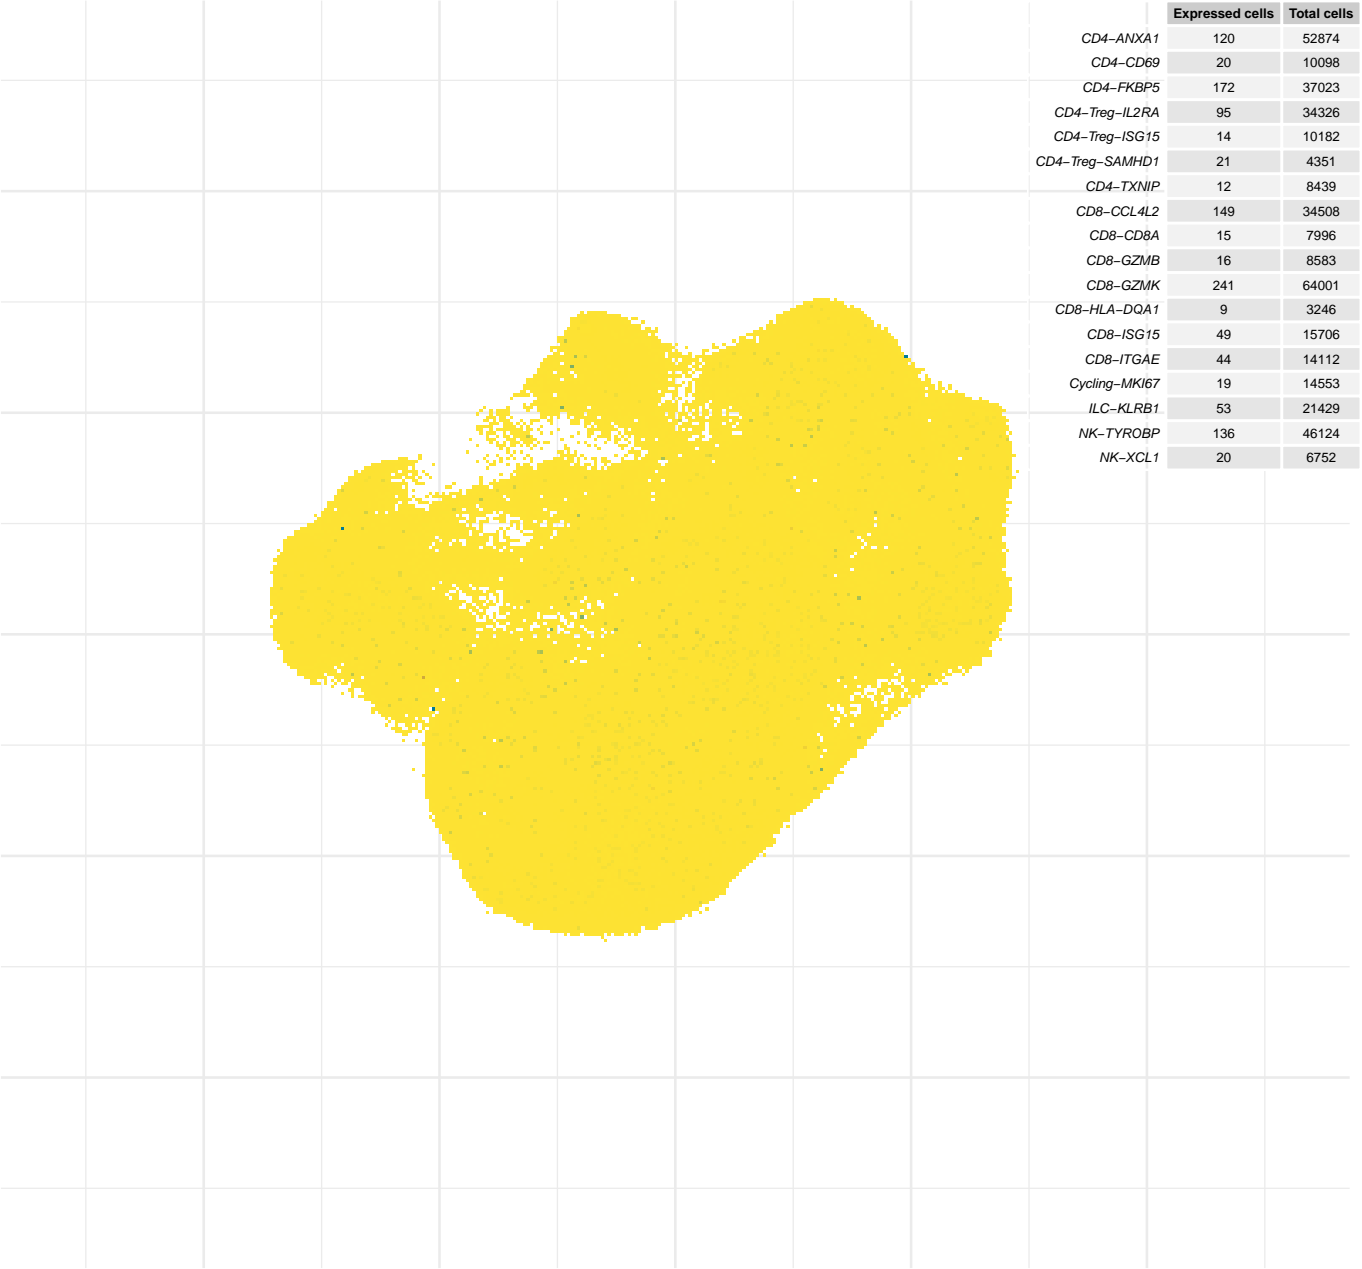 Expressed cells Total cells
CD4−ANXA1 120 52874
CD4−CD69 20 10098
CD4−FKBP5 172 37023
CD4−Treg−IL2RA 95 34326
CD4−Treg−ISG15 14 10182
CD4−Treg−SAMHD1 21 4351
CD4−TXNIP 12 8439
CD8−CCL4L2 149 34508
CD8−CD8A 15 7996
CD8−GZMB 16 8583
CD8−GZMK 241 64001
CD8−HLA−DQA1 9 3246
CD8−ISG15 49 15706
CD8−ITGAE 44 14112
Cycling−MKI67 19 14553
ILC−KLRB1 53 21429
NK−TYROBP 136 46124
NK−XCL1 20 6752